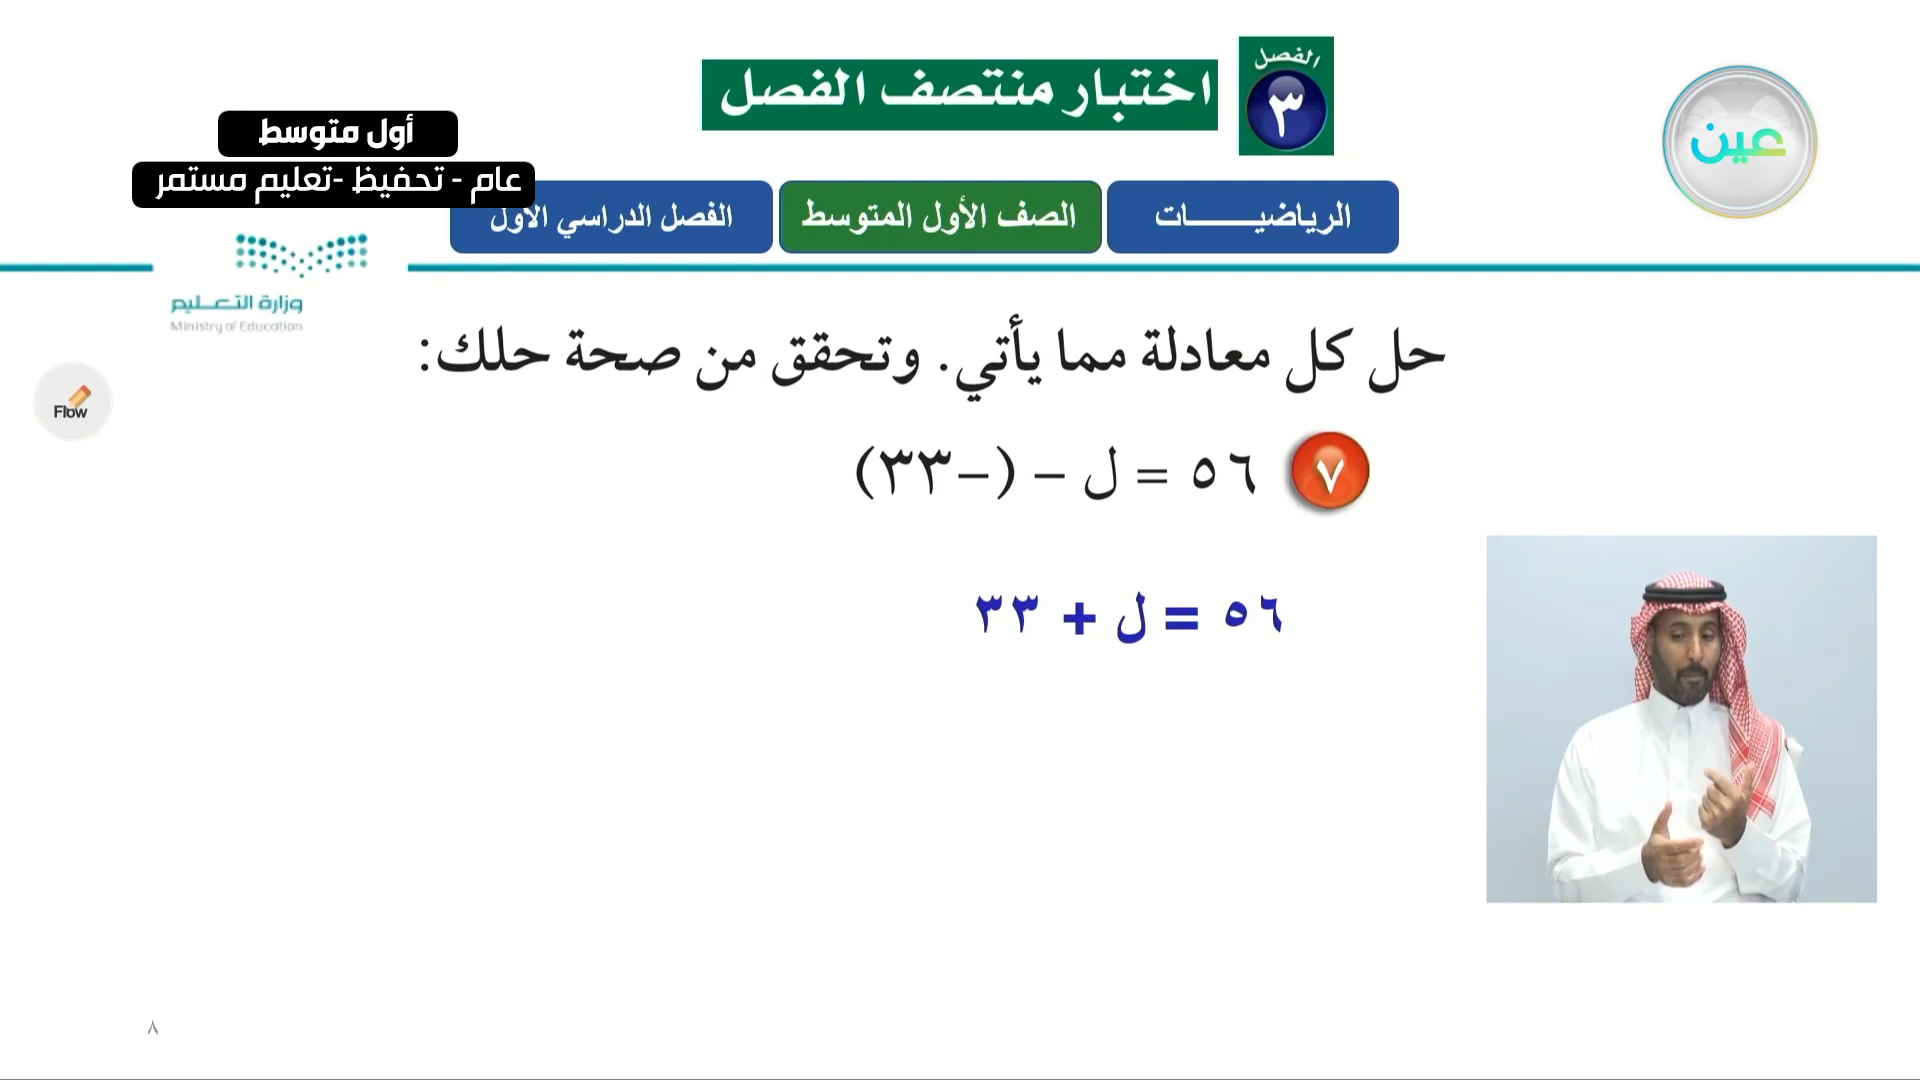 الفصل
٣
اختبار منتصف الفصل
عين
أول متوسط
عام - تحفيظ -تعليم مستمر
الرياضيـــــــــــات
الصف الأول المتوسط
الفصل الدراسي الأول
وزارة التعـــليم
Ministry of Education
حل كل معادلة مما يأتي. وتحقق من صحة حلك:
Flow
٧ ٥٦ = ل − (−٣٣)
٥٦ = ل + ٣٣
٨